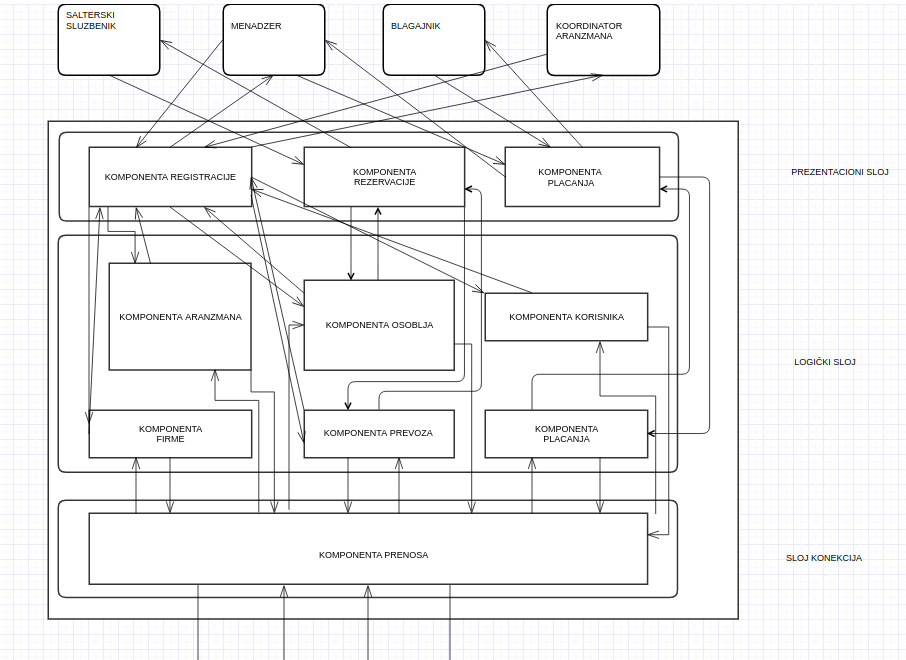 SALTERSKI
SLUZBENIK
MENADZER
BLAGAJNIK
KOORDINATOR
ARANZMANA
KOMPONENTA REGISTRACIJE
KOMPONENTA
REZERVACIJE
KOMPONENTA
PLACANJA
PREZENTACIONI SLOJ
KOMPONENTA ARANZMANA
KOMPONENTA OSOBLJA
KOMPONENTA KORISNIKA
LOGIČKI SLOJ
KOMPONENTA
FIRME
KOMPONENTA PREVOZA
KOMPONENTA
PLACANJA
KOMPONENTA PRENOSA
SLOJ KONEKCIJA